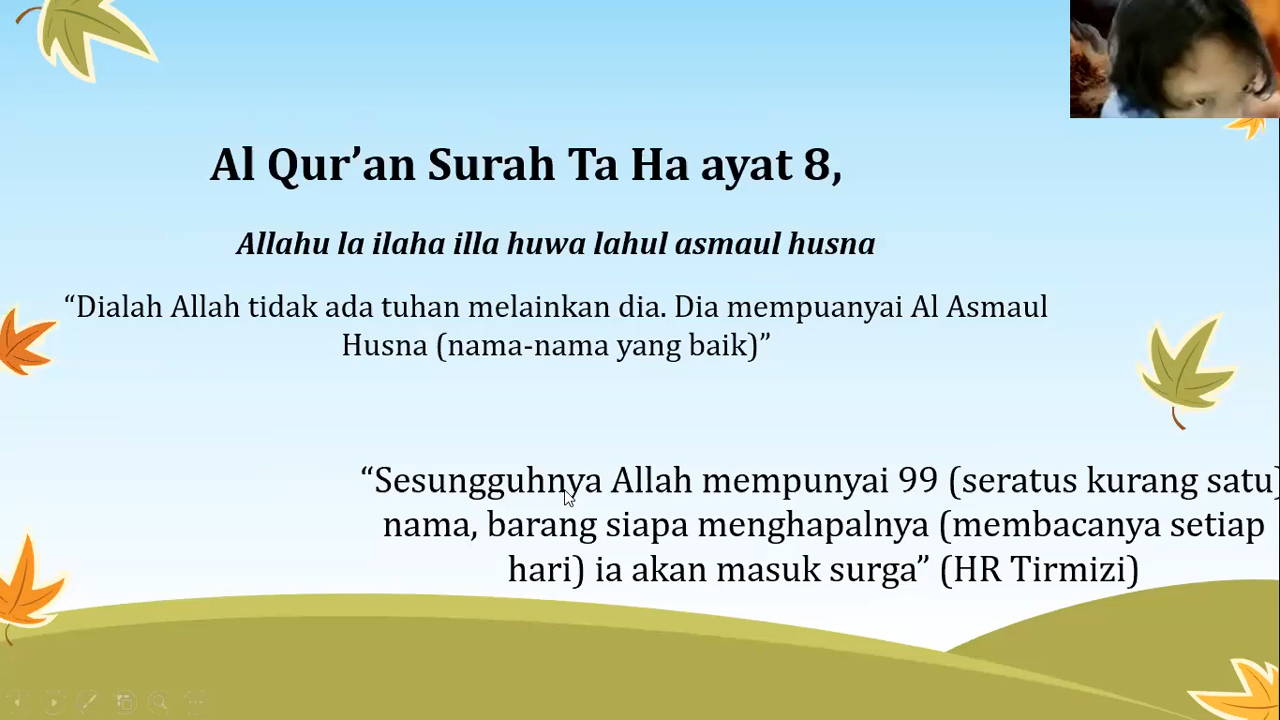 Al Qur’an Surah Ta Ha ayat 8,
Allahu la ilaha illa huwa lahul asmaul husna
“Dialah Allah tidak ada tuhan melainkan dia. Dia mempuanyai Al Asmaul
Husna (nama-nama yang baik)”
“Sesungguhnya Allah mempunyai 99 (seratus kurang satu)
nama, barang siapa menghapalnya (membacanya setiap
hari) ia akan masuk surga” (HR Tirmizi)